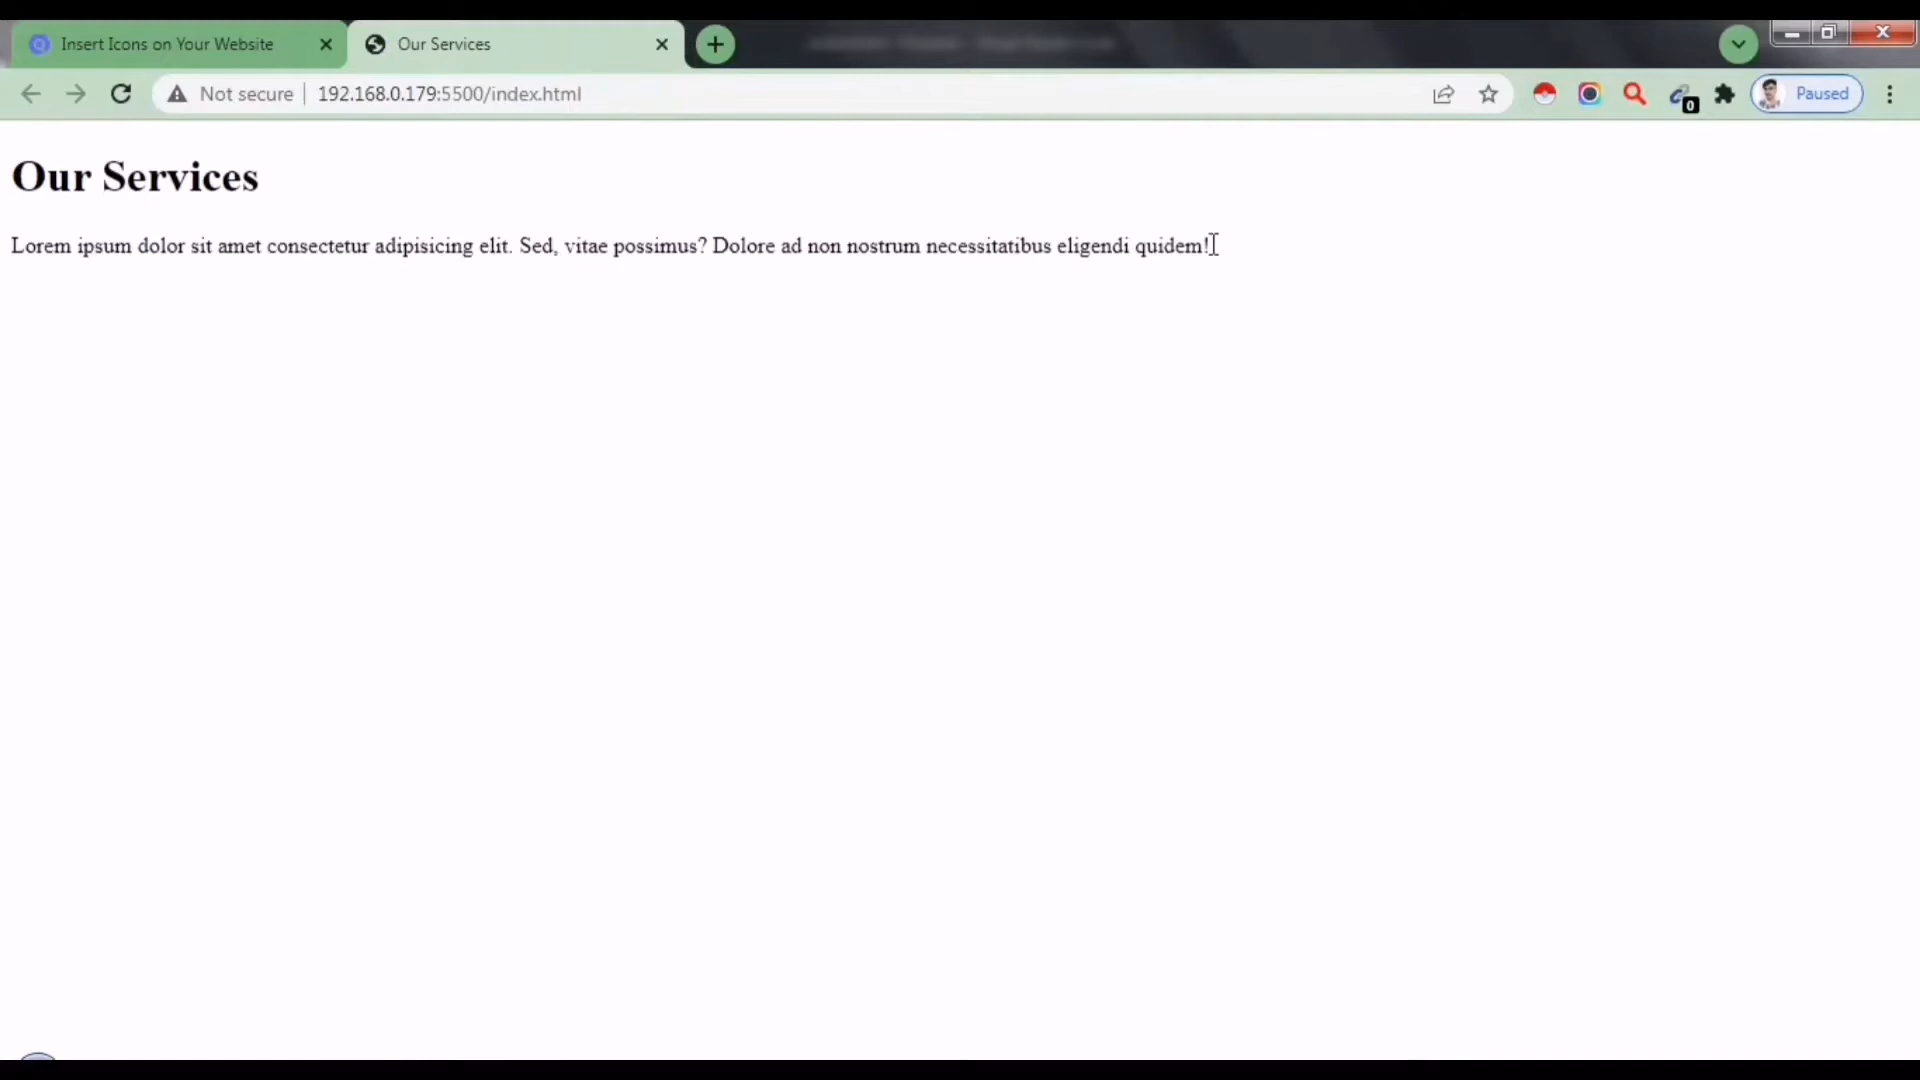 Insert Icons on Your Website
Our Services
Not secure
192.168.0.179:5500/index.html
0
Paused
Our Services
Lorem ipsum dolor sit amet consectetur adipisicing elit. Sed, vitae possimus? Dolore ad non nostrum necessitatibus eligendi quidem!